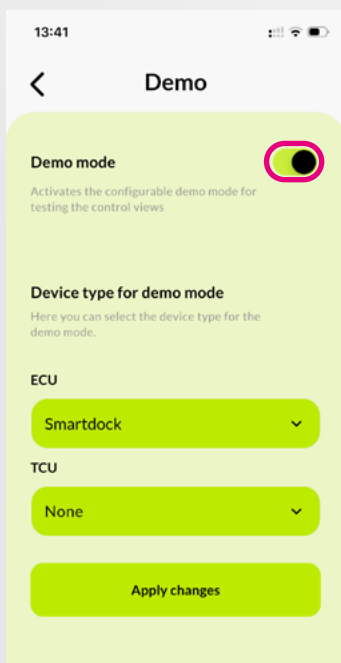 13:41
Demo
Demo mode
Activates the configurable demo mode for
testing the control views
Device type for demo mode
Here you can select the device type for the
demo mode.
ECU
Smartdock
TCU
None
Apply changes